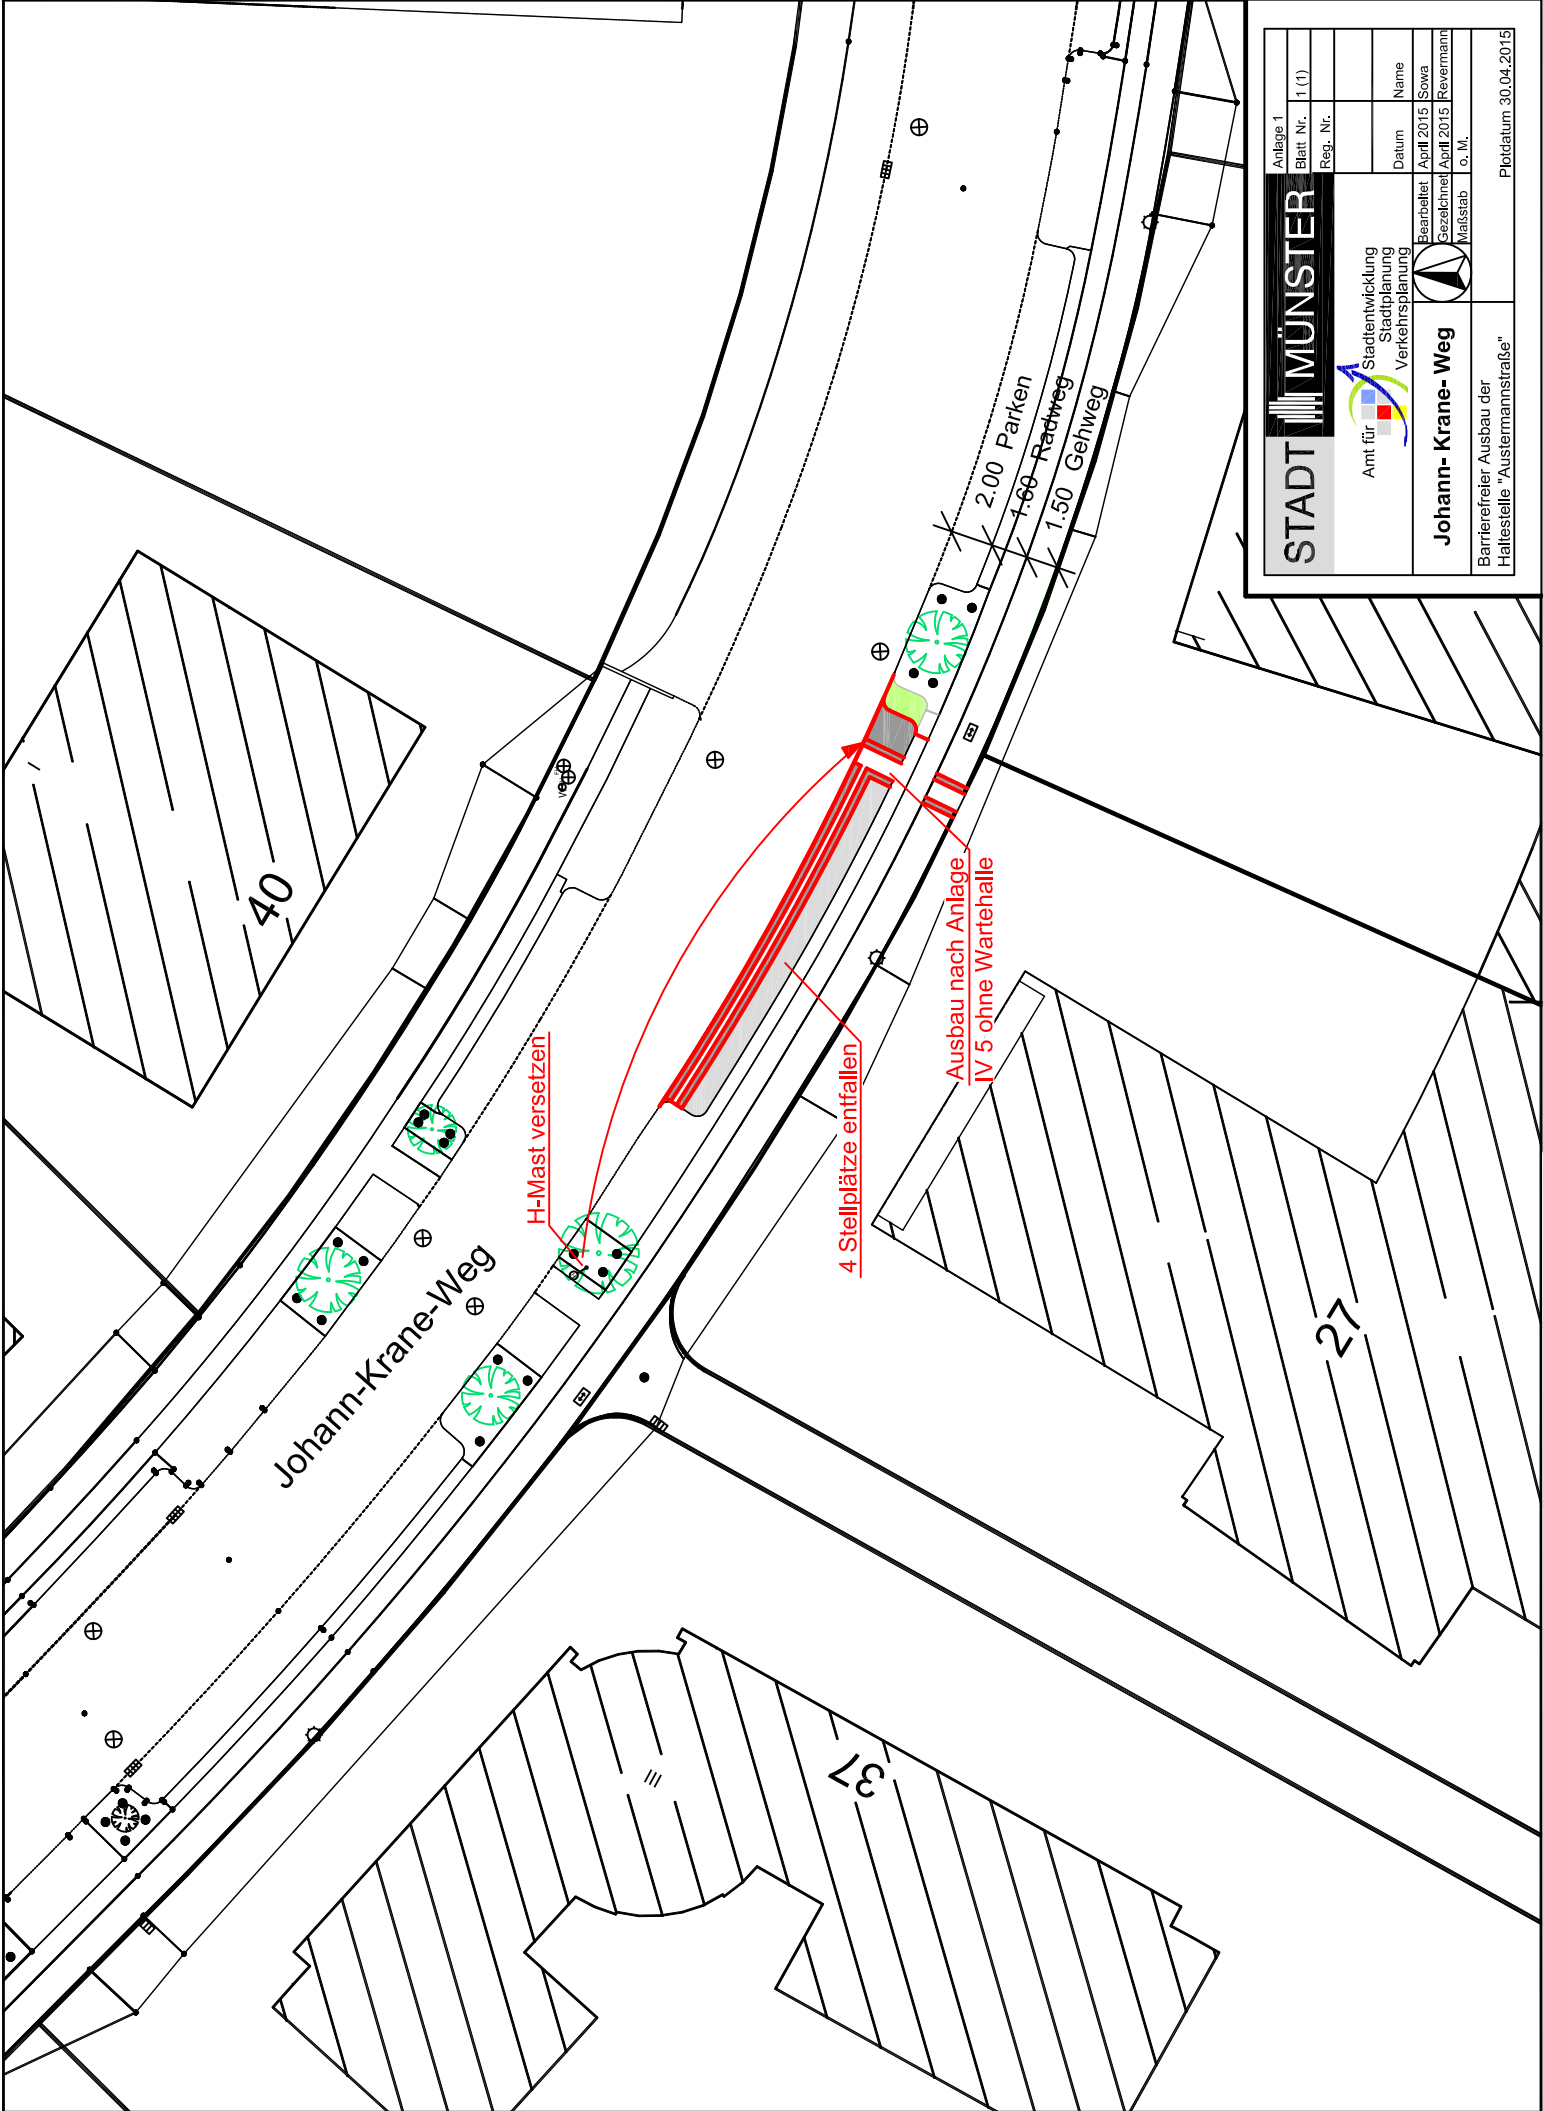 40
Johann-Krane-Weg
H-Mast versetzen
4 Stellplätze entfallen
Ausbau nach Anlage
IV 5 ohne Wartehalle
2.00 Parken
1.60 Radweg
1.50 Gehweg
27
37
STADT MÜNSTER
Anlage 1
Blatt Nr. 1 (1)
Reg. Nr.
Amt für Stadtentwicklung
Stadtplanung
Verkehrsplanung
Datum Name
Bearbeitet April 2015 Sowa
Gezeichnet April 2015 Revermann
Maßstab o. M.
Johann- Krane- Weg
Barrierefreier Ausbau der
Haltestelle "Austermannstraße"
Plotdatum 30.04.2015